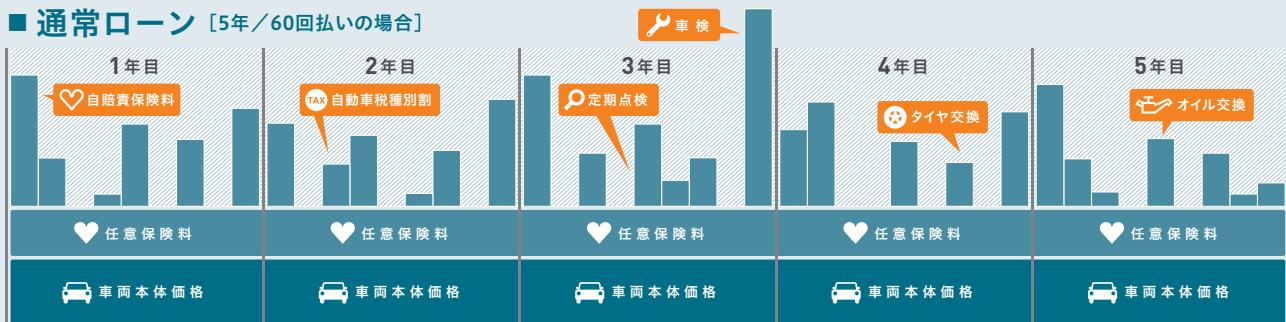 ■ 通常ローン [5年／60回払いの場合]
車検
1年目
2年目
3年目
4年目
5年目
自賠責保険料
TAX 自動車税種別割
定期点検
タイヤ交換
オイル交換
任意保険料
任意保険料
任意保険料
任意保険料
任意保険料
車両本体価格
車両本体価格
車両本体価格
車両本体価格
車両本体価格